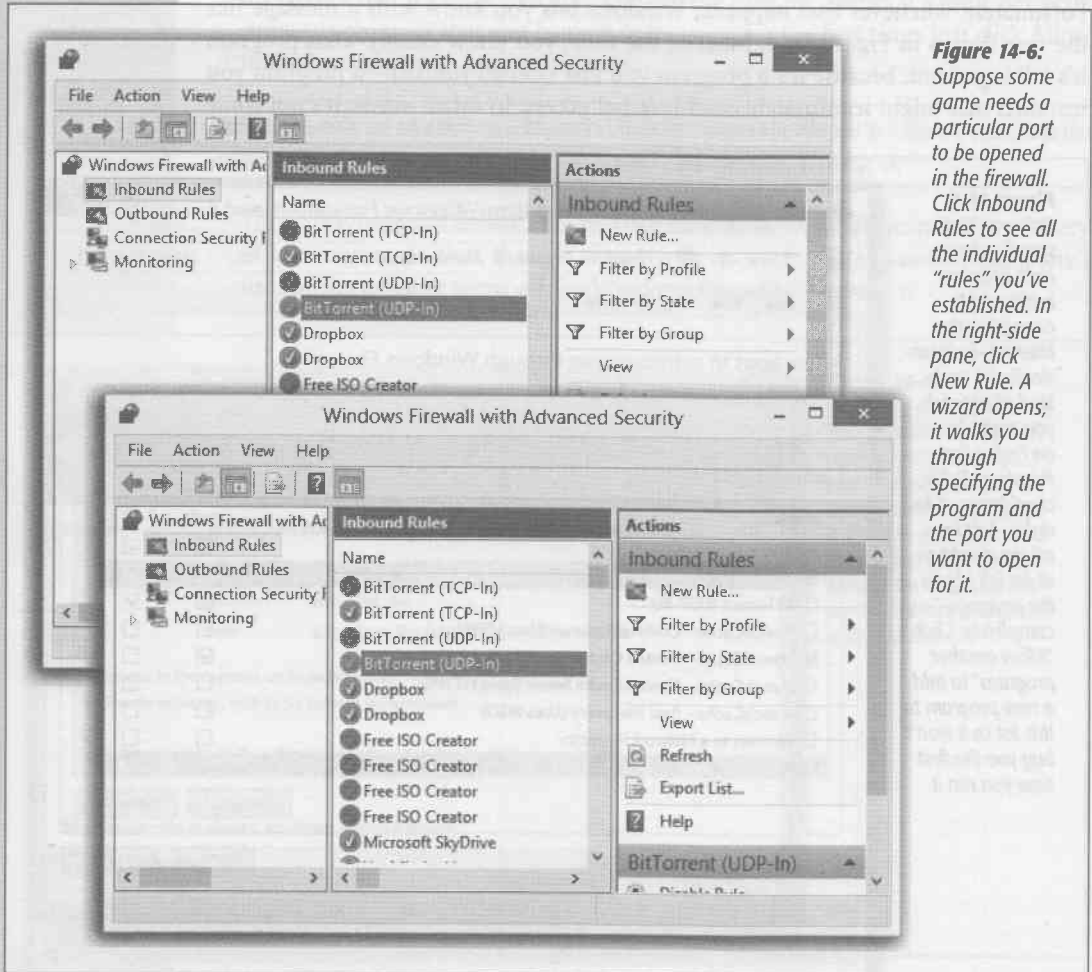 Windows Firewall with Advanced Security
File Action View Help
Windows Firewall with Ad
Inbound Rules
Outbound Rules
Connection Security R
Monitoring
Inbound Rules
Name
BitTorrent (TCP-In)
BitTorrent (TCP-In)
BitTorrent (UDP-In)
BitTorrent (UDP-In)
Dropbox
Dropbox
Free ISO Creator
Actions
Inbound Rules
New Rule...
Filter by Profile
Filter by State
Filter by Group
View
Windows Firewall with Advanced Security
File Action View Help
Windows Firewall with Ad
Inbound Rules
Outbound Rules
Connection Security R
Monitoring
Inbound Rules
Name
BitTorrent (TCP-In)
BitTorrent (TCP-In)
BitTorrent (UDP-In)
BitTorrent (UDP-In)
Dropbox
Dropbox
Free ISO Creator
Free ISO Creator
Free ISO Creator
Free ISO Creator
Microsoft SkyDrive
Actions
Inbound Rules
New Rule...
Filter by Profile
Filter by State
Filter by Group
View
Refresh
Export List...
Help
BitTorrent (UDP-In)
Disable Rule
Figure 14-6:
Suppose some
game needs a
particular port
to be opened
in the firewall.
Click Inbound
Rules to see all
the individual
“rules” you’ve
established. In
the right-side
pane, click
New Rule. A
wizard opens;
it walks you
through
specifying the
program and
the port you
want to open
for it.